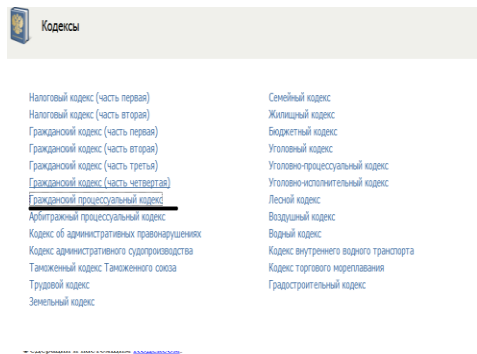 Кодексы
Налоговый кодекс (часть первая)
Налоговый кодекс (часть вторая)
Гражданский кодекс (часть первая)
Гражданский кодекс (часть вторая)
Гражданский кодекс (часть третья)
Гражданский кодекс (часть четвертая)
Гражданский процессуальный кодекс
Арбитражный процессуальный кодекс
Кодекс об административных правонарушениях
Кодекс административного судопроизводства
Таможенный кодекс Таможенного союза
Трудовой кодекс
Земельный кодекс
Семейный кодекс
Жилищный кодекс
Бюджетный кодекс
Уголовный кодекс
Уголовно-процессуальный кодекс
Уголовно-исполнительный кодекс
Лесной кодекс
Воздушный кодекс
Водный кодекс
Кодекс внутреннего водного транспорта
Кодекс торгового мореплавания
Градостроительный кодекс